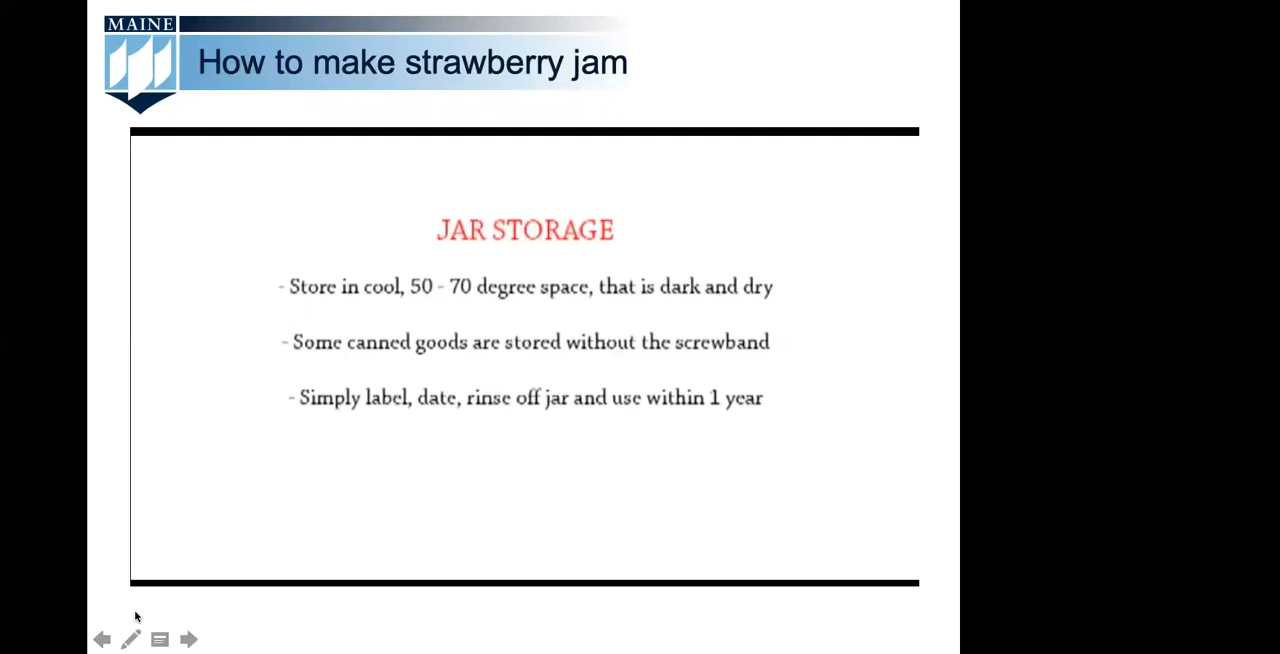 MAINE
How to make strawberry jam
JAR STORAGE
- Store in cool, 50 - 70 degree space, that is dark and dry
- Some canned goods are stored without the screwband
- Simply label, date, rinse off jar and use within 1 year